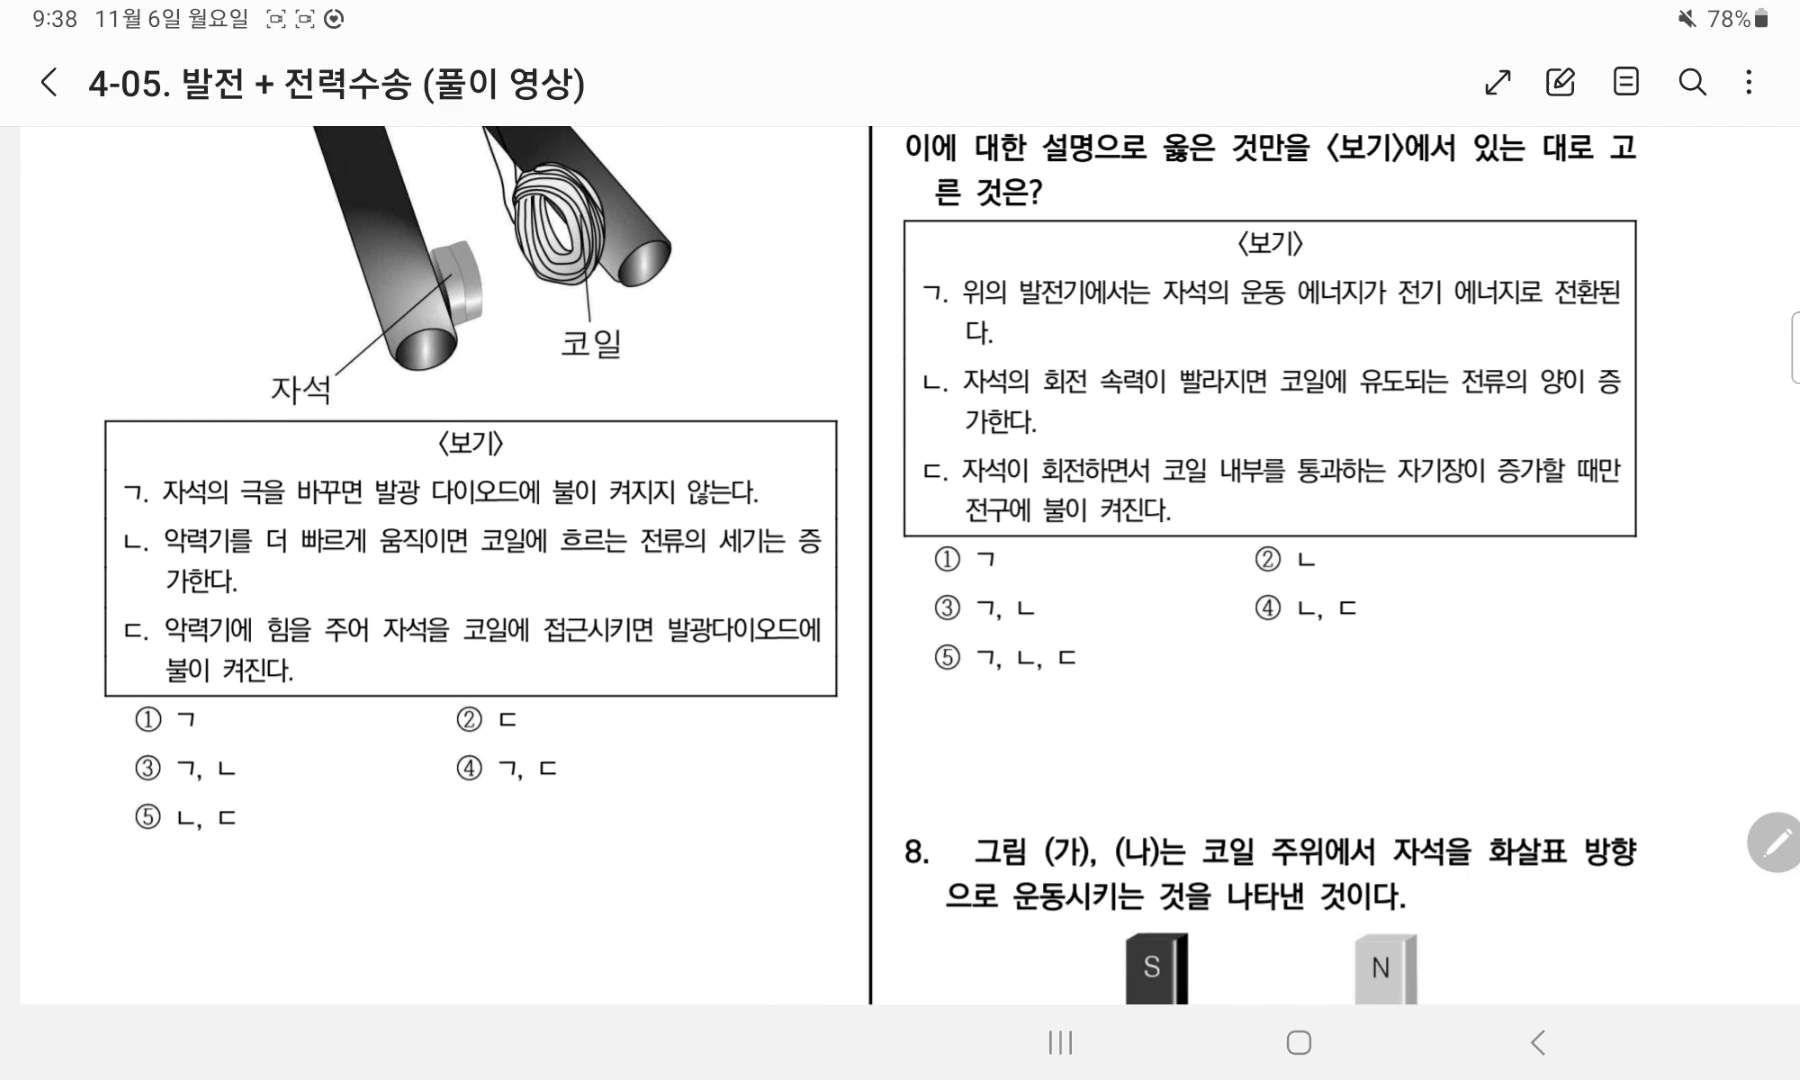 9:38 11월 6일 월요일
78%
4-05. 발전 + 전력수송 (풀이 영상)
코일
자석
<보기>
ㄱ. 자석의 극을 바꾸면 발광 다이오드에 불이 켜지지 않는다.
ㄴ. 악력기를 더 빠르게 움직이면 코일에 흐르는 전류의 세기는 증
가한다.
ㄷ. 악력기에 힘을 주어 자석을 코일에 접근시키면 발광다이오드에
불이 켜진다.
① ㄱ ② ㄷ
③ ㄱ, ㄴ ④ ㄱ, ㄷ
⑤ ㄴ, ㄷ
이에 대한 설명으로 옳은 것만을 <보기>에서 있는 대로 고
른 것은?
<보기>
ㄱ. 위의 발전기에서는 자석의 운동 에너지가 전기 에너지로 전환된
다.
ㄴ. 자석의 회전 속력이 빨라지면 코일에 유도되는 전류의 양이 증
가한다.
ㄷ. 자석이 회전하면서 코일 내부를 통과하는 자기장이 증가할 때만
전구에 불이 켜진다.
① ㄱ ② ㄴ
③ ㄱ, ㄴ ④ ㄴ, ㄷ
⑤ ㄱ, ㄴ, ㄷ
8. 그림 (가), (나)는 코일 주위에서 자석을 화살표 방향
으로 운동시키는 것을 나타낸 것이다.
S N